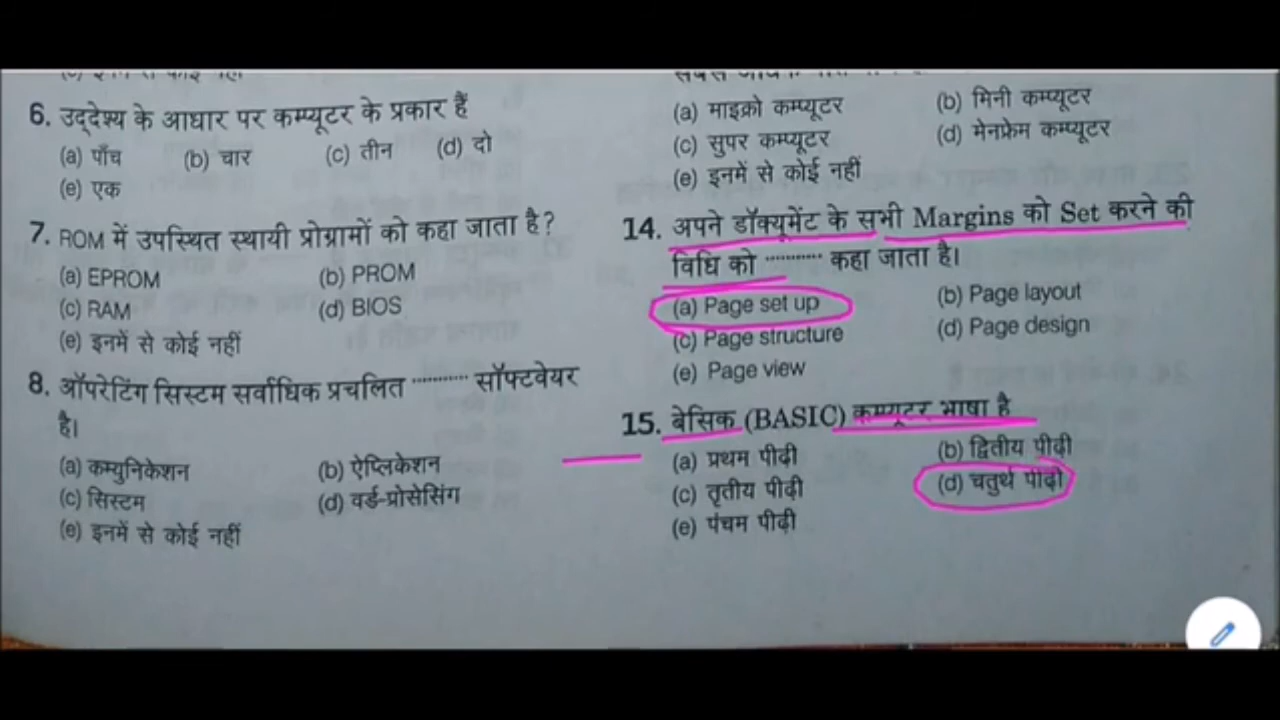 6. उद्देश्य के आधार पर कम्प्यूटर के प्रकार हैं
(a) पाँच (b) चार (c) तीन (d) दो
(e) एक
7. ROM में उपस्थित स्थायी प्रोग्रामों को कहा जाता है?
(a) EPROM (b) PROM
(c) RAM (d) BIOS
(e) इनमें से कोई नहीं
8. ऑपरेटिंग सिस्टम सर्वाधिक प्रचलित ............ सॉफ्टवेयर
है।
(a) कम्युनिकेशन (b) ऐप्लिकेशन
(c) सिस्टम (d) वर्ड-प्रोसेसिंग
(e) इनमें से कोई नहीं
(a) माइक्रो कम्प्यूटर (b) मिनी कम्प्यूटर
(c) सुपर कम्प्यूटर (d) मेनफ्रेम कम्प्यूटर
(e) इनमें से कोई नहीं
14. अपने डॉक्यूमेंट के सभी Margins को Set करने की
विधि को ............ कहा जाता है।
(a) Page set up (b) Page layout
(c) Page structure (d) Page design
(e) Page view
15. बेसिक (BASIC) कम्प्यूटर भाषा है
(a) प्रथम पीढ़ी (b) द्वितीय पीढ़ी
(c) तृतीय पीढ़ी (d) चतुर्थ पीढ़ी
(e) पंचम पीढ़ी